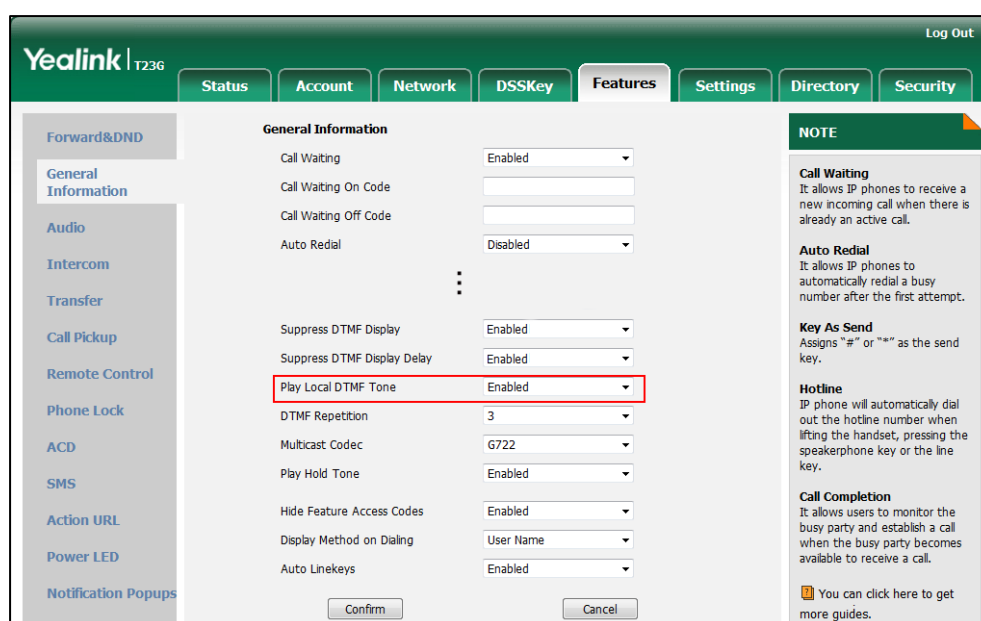 Log Out
Yealink | T23G
Status Account Network DSSKey Features Settings Directory Security
Forward&DND
General
Information
Audio
Intercom
Transfer
Call Pickup
Remote Control
Phone Lock
ACD
SMS
Action URL
Power LED
Notification Popups
General Information
Call Waiting Enabled
Call Waiting On Code
Call Waiting Off Code
Auto Redial Disabled
Suppress DTMF Display Enabled
Suppress DTMF Display Delay Enabled
Play Local DTMF Tone Enabled
DTMF Repetition 3
Multicast Codec G722
Play Hold Tone Enabled
Hide Feature Access Codes Enabled
Display Method on Dialing User Name
Auto Linekeys Enabled
Confirm Cancel
NOTE
Call Waiting
It allows IP phones to receive a
new incoming call when there is
already an active call.
Auto Redial
It allows IP phones to
automatically redial a busy
number after the first attempt.
Key As Send
Assigns "#" or "*" as the send
key.
Hotline
IP phone will automatically dial
out the hotline number when
lifting the handset, pressing the
speakerphone key or the line
key.
Call Completion
It allows users to monitor the
busy party and establish a call
when the busy party becomes
available to receive a call.
You can click here to get
more guides.